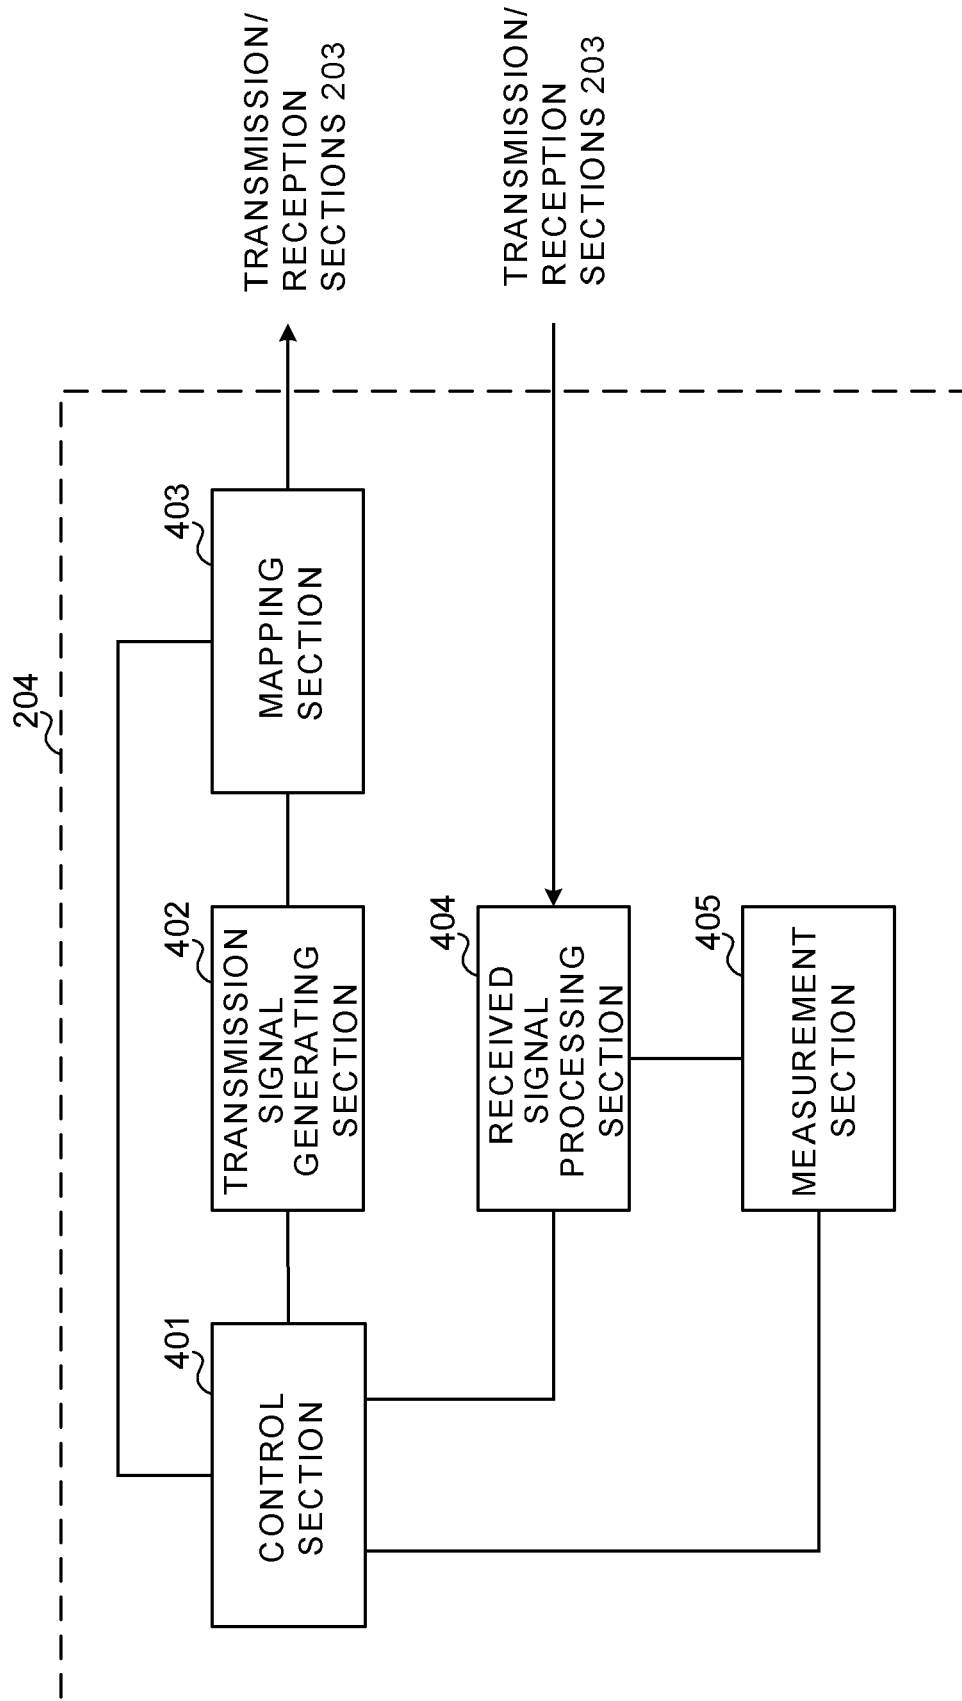 204
401
CONTROL
SECTION
402
TRANSMISSION
SIGNAL
GENERATING
SECTION
403
MAPPING
SECTION
TRANSMISSION/
RECEPTION
SECTIONS 203
404
RECEIVED
SIGNAL
PROCESSING
SECTION
TRANSMISSION/
RECEPTION
SECTIONS 203
405
MEASUREMENT
SECTION